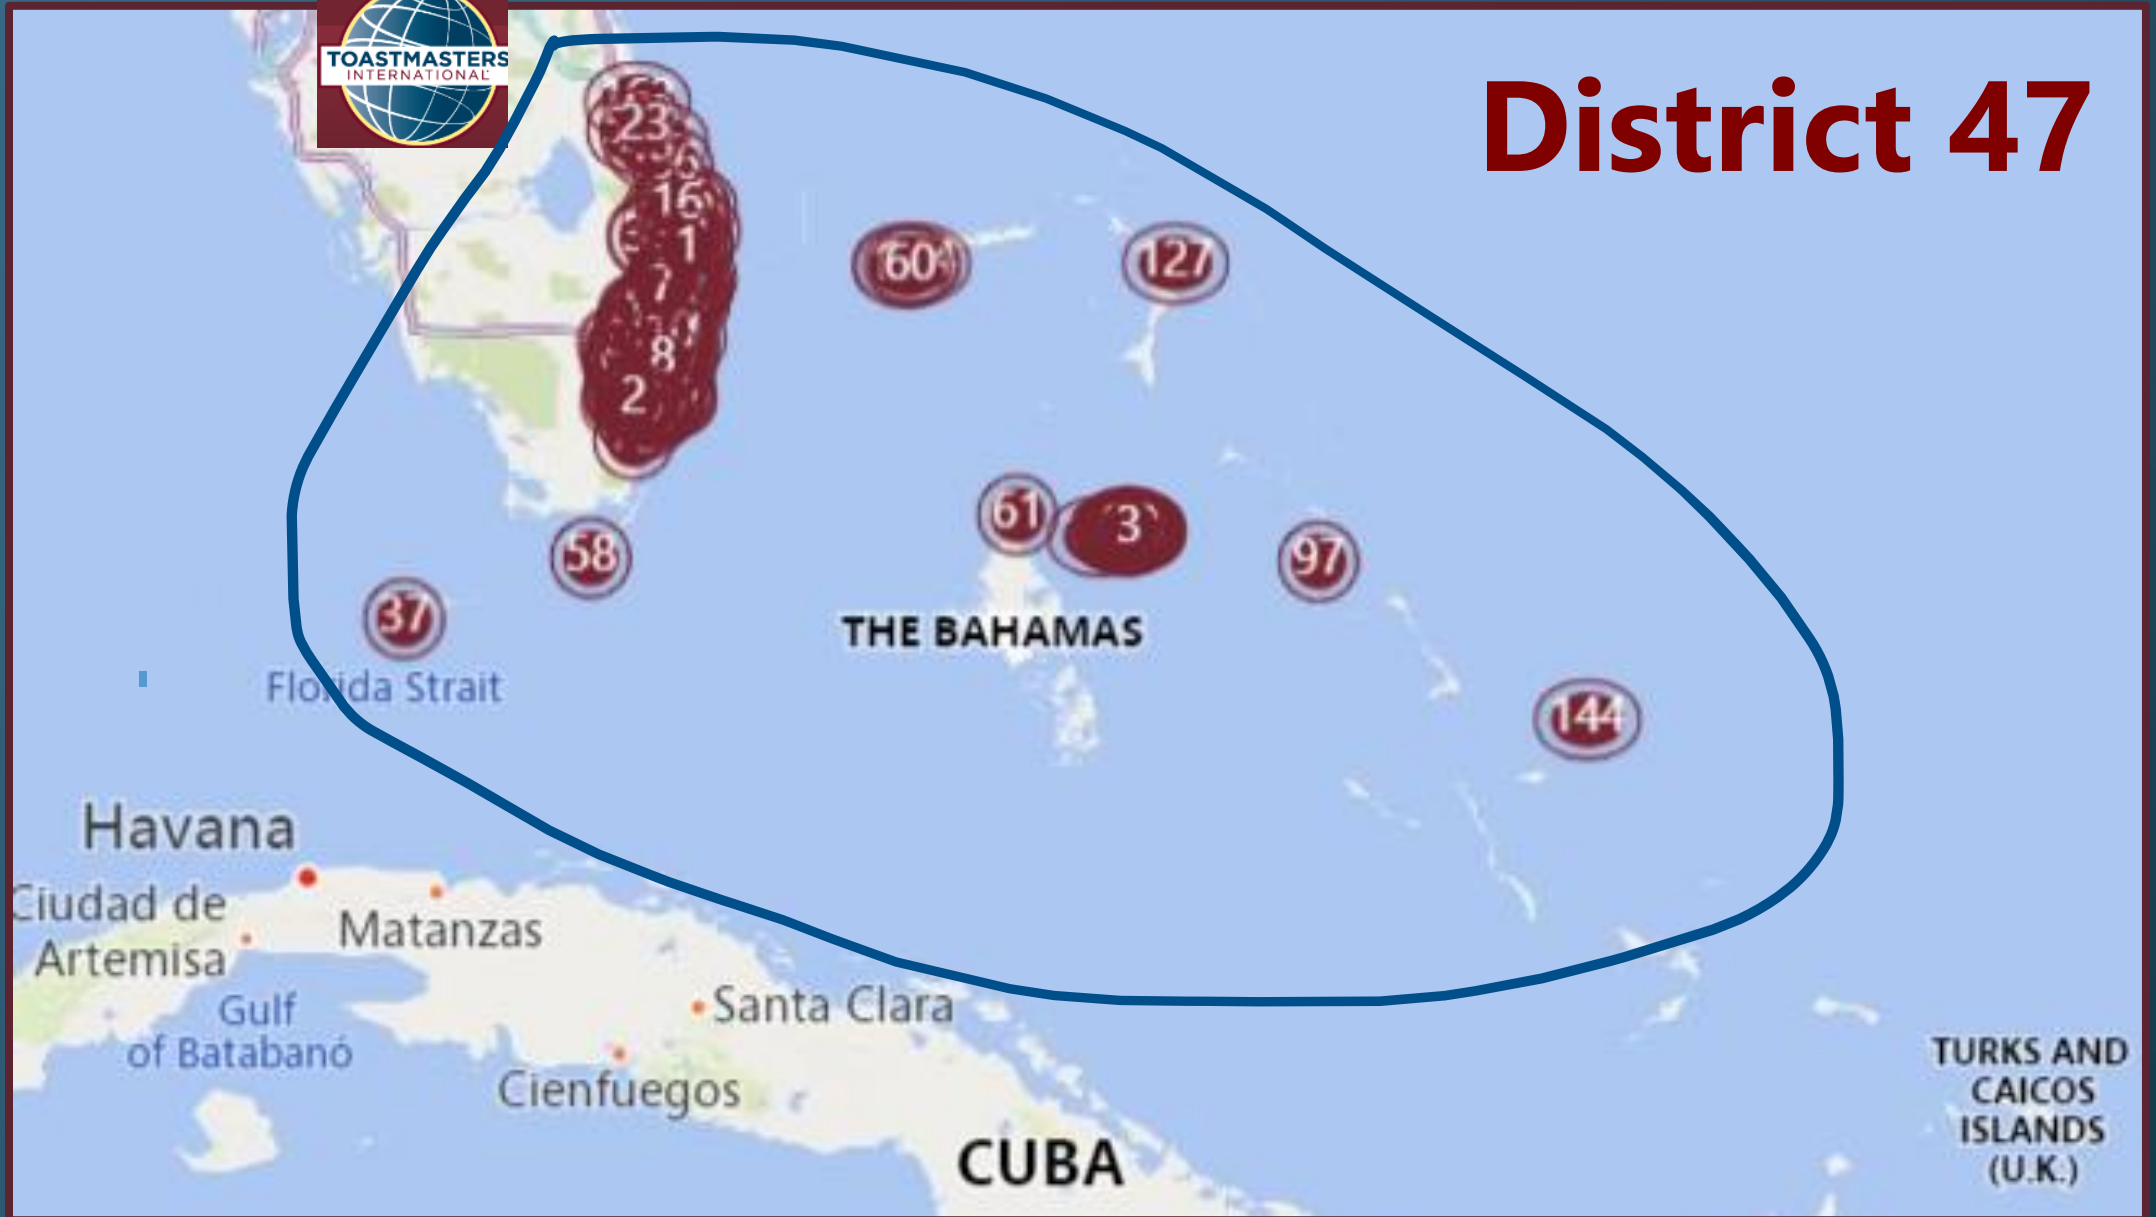 TOASTMASTERS
INTERNATIONAL
District 47
23
16
1
7
8
2
60
127
61
3
97
58
37
144
THE BAHAMAS
Florida Strait
Havana
Ciudad de
Artemisa
Matanzas
Gulf
of Batabanó
Santa Clara
Cienfuegos
CUBA
TURKS AND
CAICOS
ISLANDS
(U.K.)